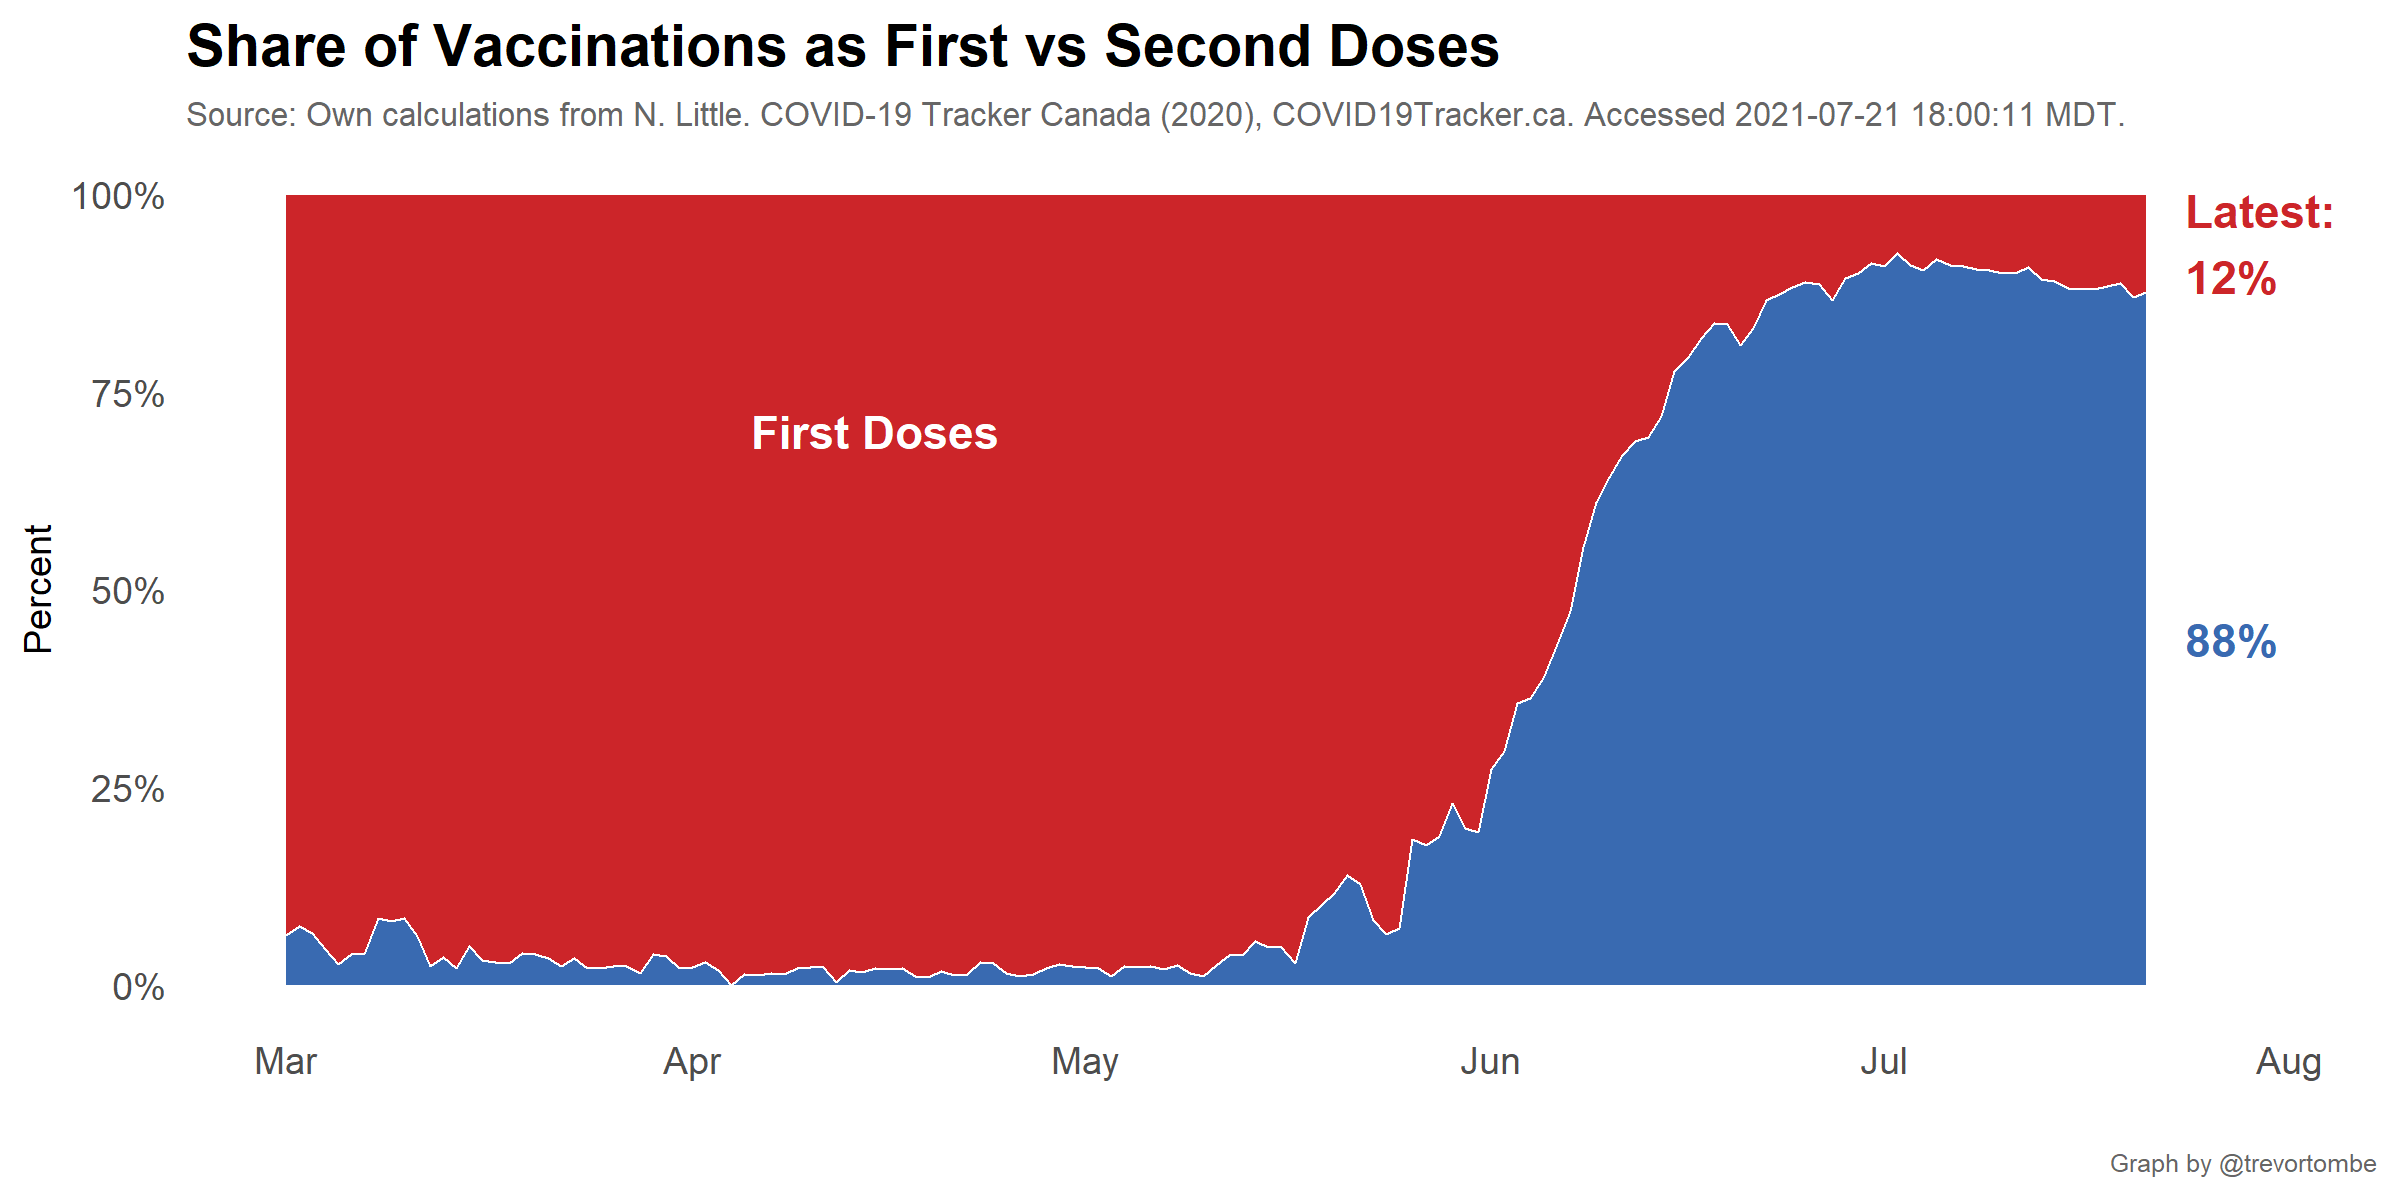 Share of Vaccinations as First vs Second Doses
Source: Own calculations from N. Little. COVID-19 Tracker Canada (2020), COVID19Tracker.ca. Accessed 2021-07-21 18:00:11 MDT.
100%
75%
50%
25%
0%
Percent
First Doses
Latest:
12%
88%
Mar
Apr
May
Jun
Jul
Aug
Graph by @trevortombe